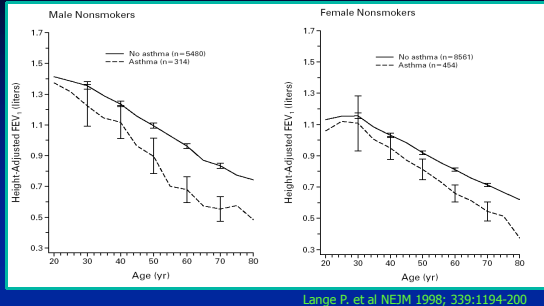 Male Nonsmokers
1.7
1.5
1.3
1.1
0.9
0.7
0.5
0.3
Height-Adjusted FEV1 (liters)
No asthma (n=5480)
Asthma (n=314)
20 30 40 50 60 70 80
Age (yr)
Female Nonsmokers
1.7
1.5
1.3
1.1
0.9
0.7
0.5
0.3
Height-Adjusted FEV1 (liters)
No asthma (n=8561)
Asthma (n=454)
20 30 40 50 60 70 80
Age (yr)
Lange P. et al NEJM 1998; 339:1194-200